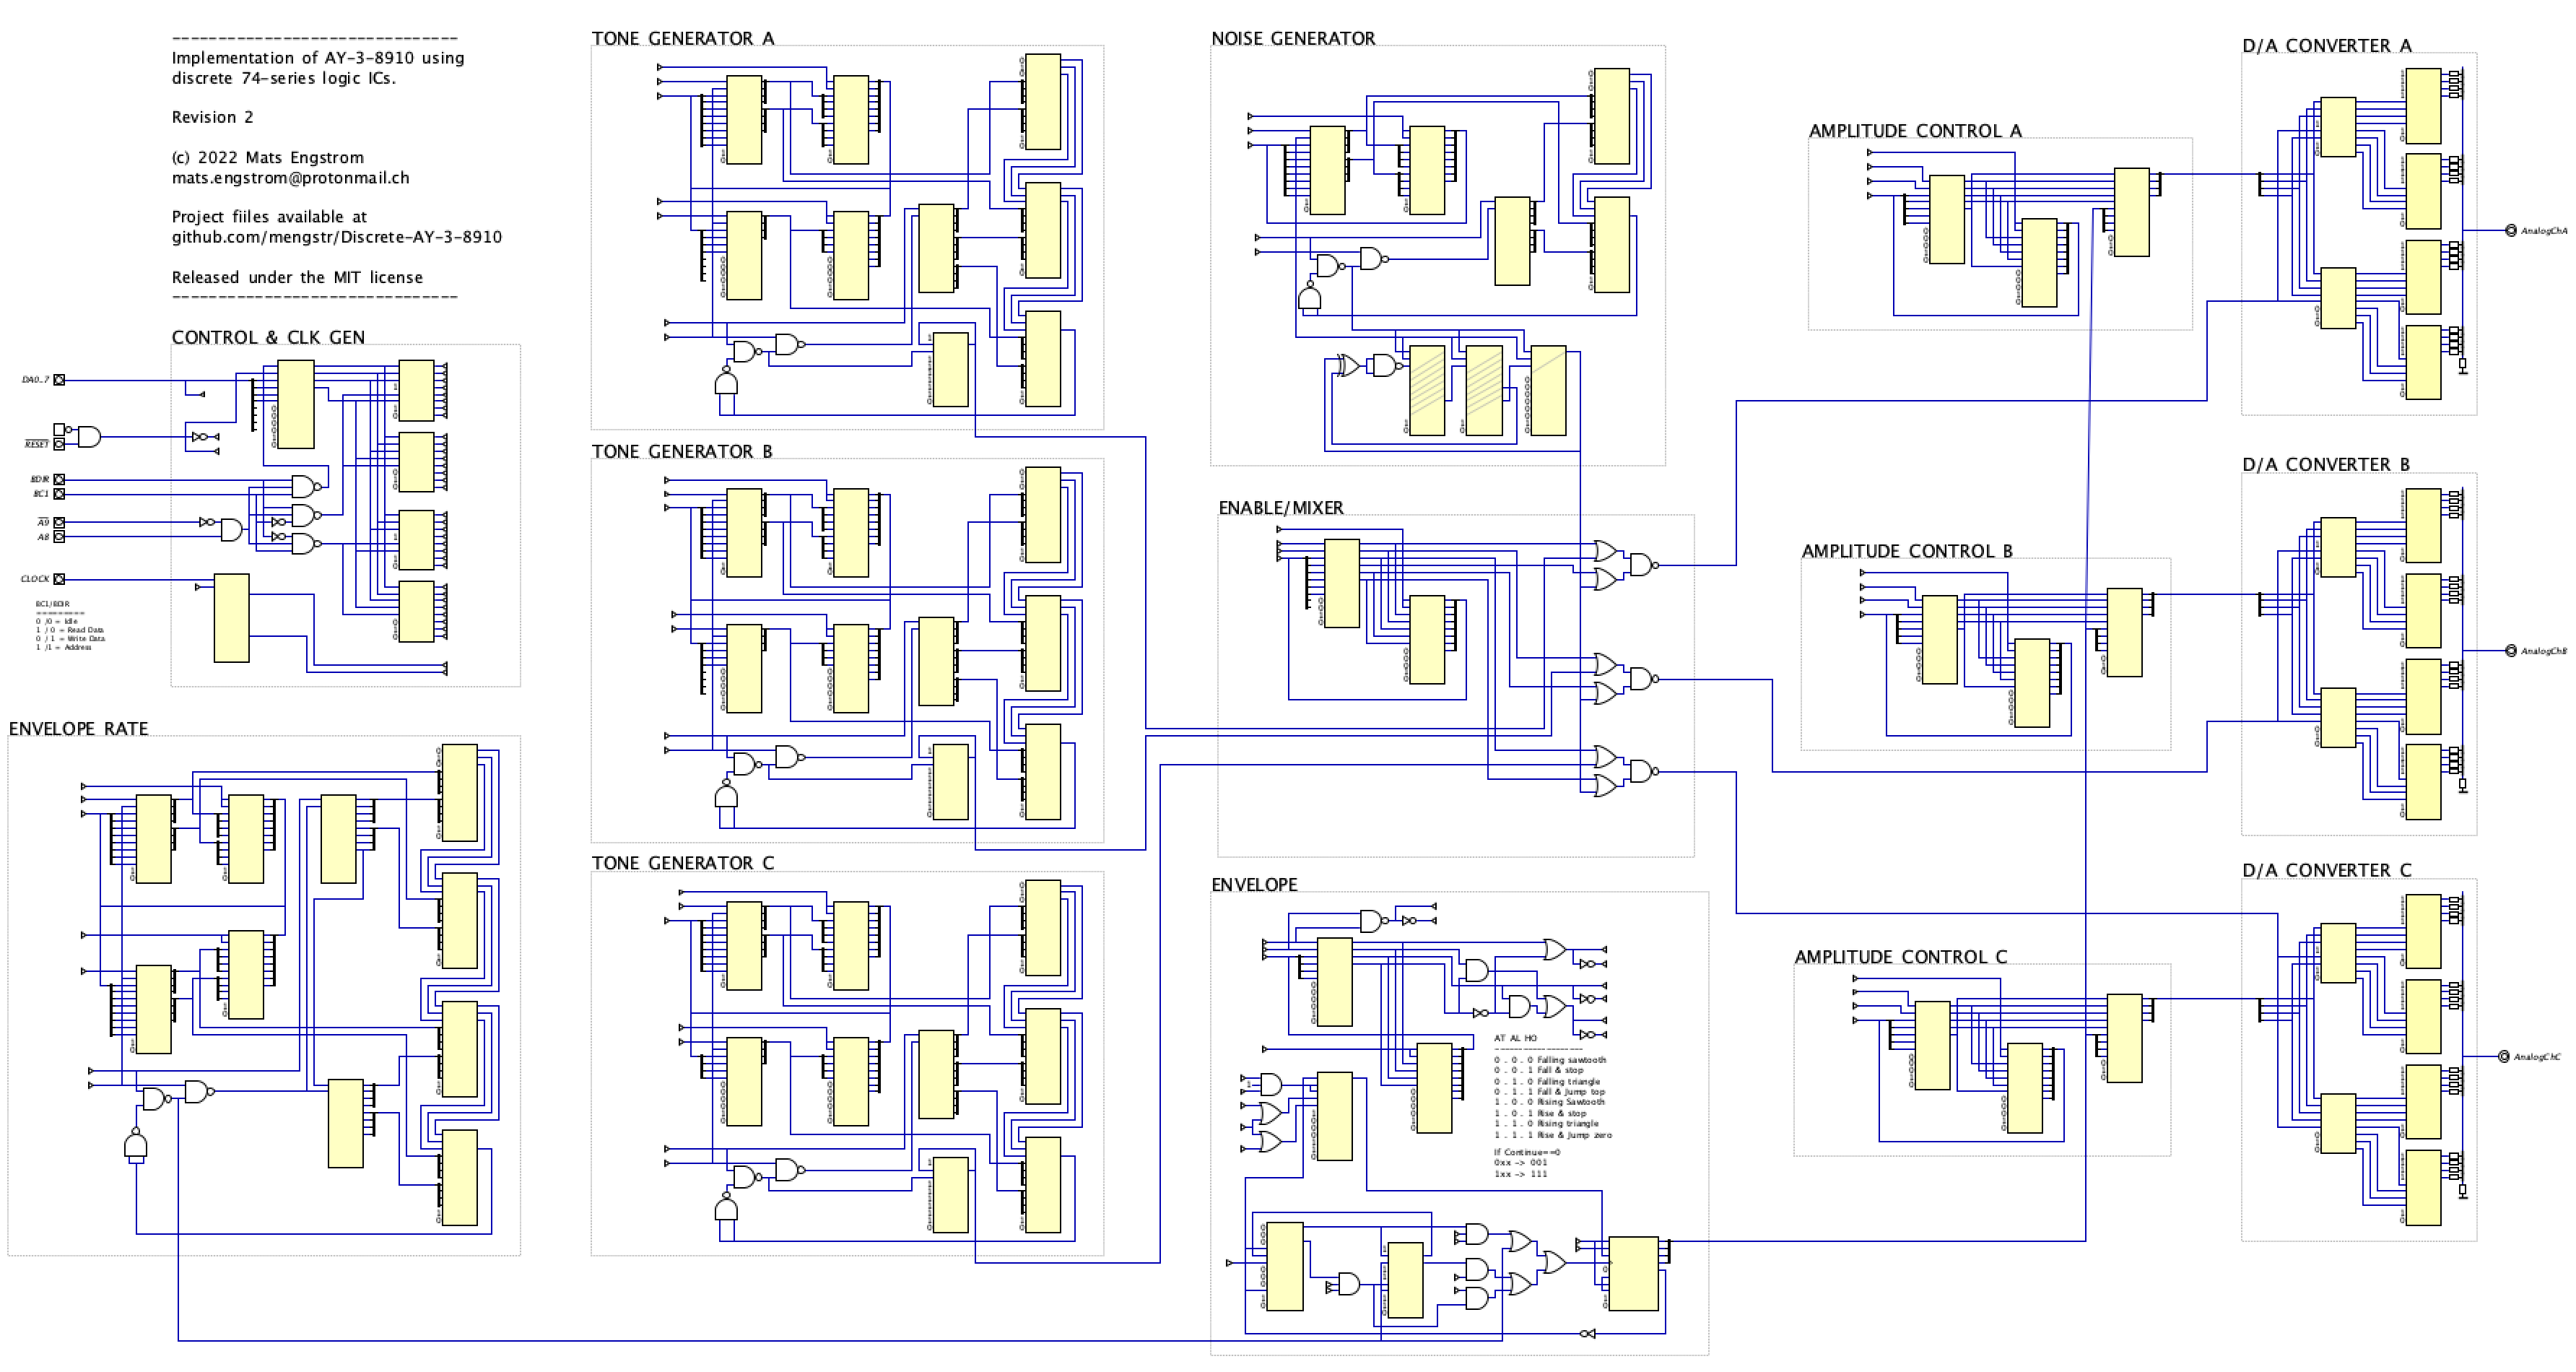 Implementation of AY-3-8910 using
discrete 74-series logic ICs.
Revision 2
(c) 2022 Mats Engstrom
mats.engstrom@protonmail.ch
Project fiiles available at
github.com/mengstr/Discrete-AY-3-8910
Released under the MIT license
CONTROL & CLK GEN
DA0..7
RESET
BDIR
BC1
A9
A8
CLOCK
BC1/BDIR
0 /0 = Idle
1 / 0 = Read Data
0 / 1 = Write Data
1 /1 = Address
ENVELOPE RATE
TONE GENERATOR A
TONE GENERATOR B
TONE GENERATOR C
NOISE GENERATOR
ENABLE/MIXER
ENVELOPE
AT AL HO
0 . 0 . 0 Falling sawtooth
0 . 0 . 1 Fall & stop
0 . 1 . 0 Falling triangle
0 . 1 . 1 Fall & Jump top
1 . 0 . 0 Rising Sawtooth
1 . 0 . 1 Rise & stop
1 . 1 . 0 Rising triangle
1 . 1 . 1 Rise & Jump zero
If Continue==0
0xx -> 001
1xx -> 111
AMPLITUDE CONTROL A
AMPLITUDE CONTROL B
AMPLITUDE CONTROL C
D/A CONVERTER A
AnalogChA
D/A CONVERTER B
AnalogChB
D/A CONVERTER C
AnalogChC